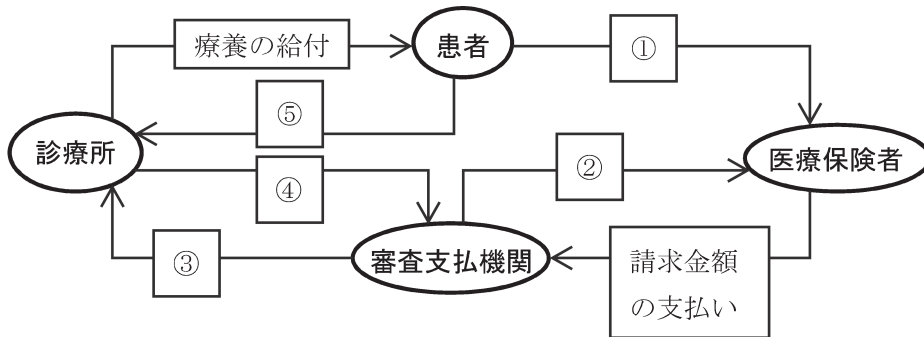 療養の給付
患者
①
⑤
診療所
医療保険者
②
④
③
審査支払機関
請求金額
の支払い